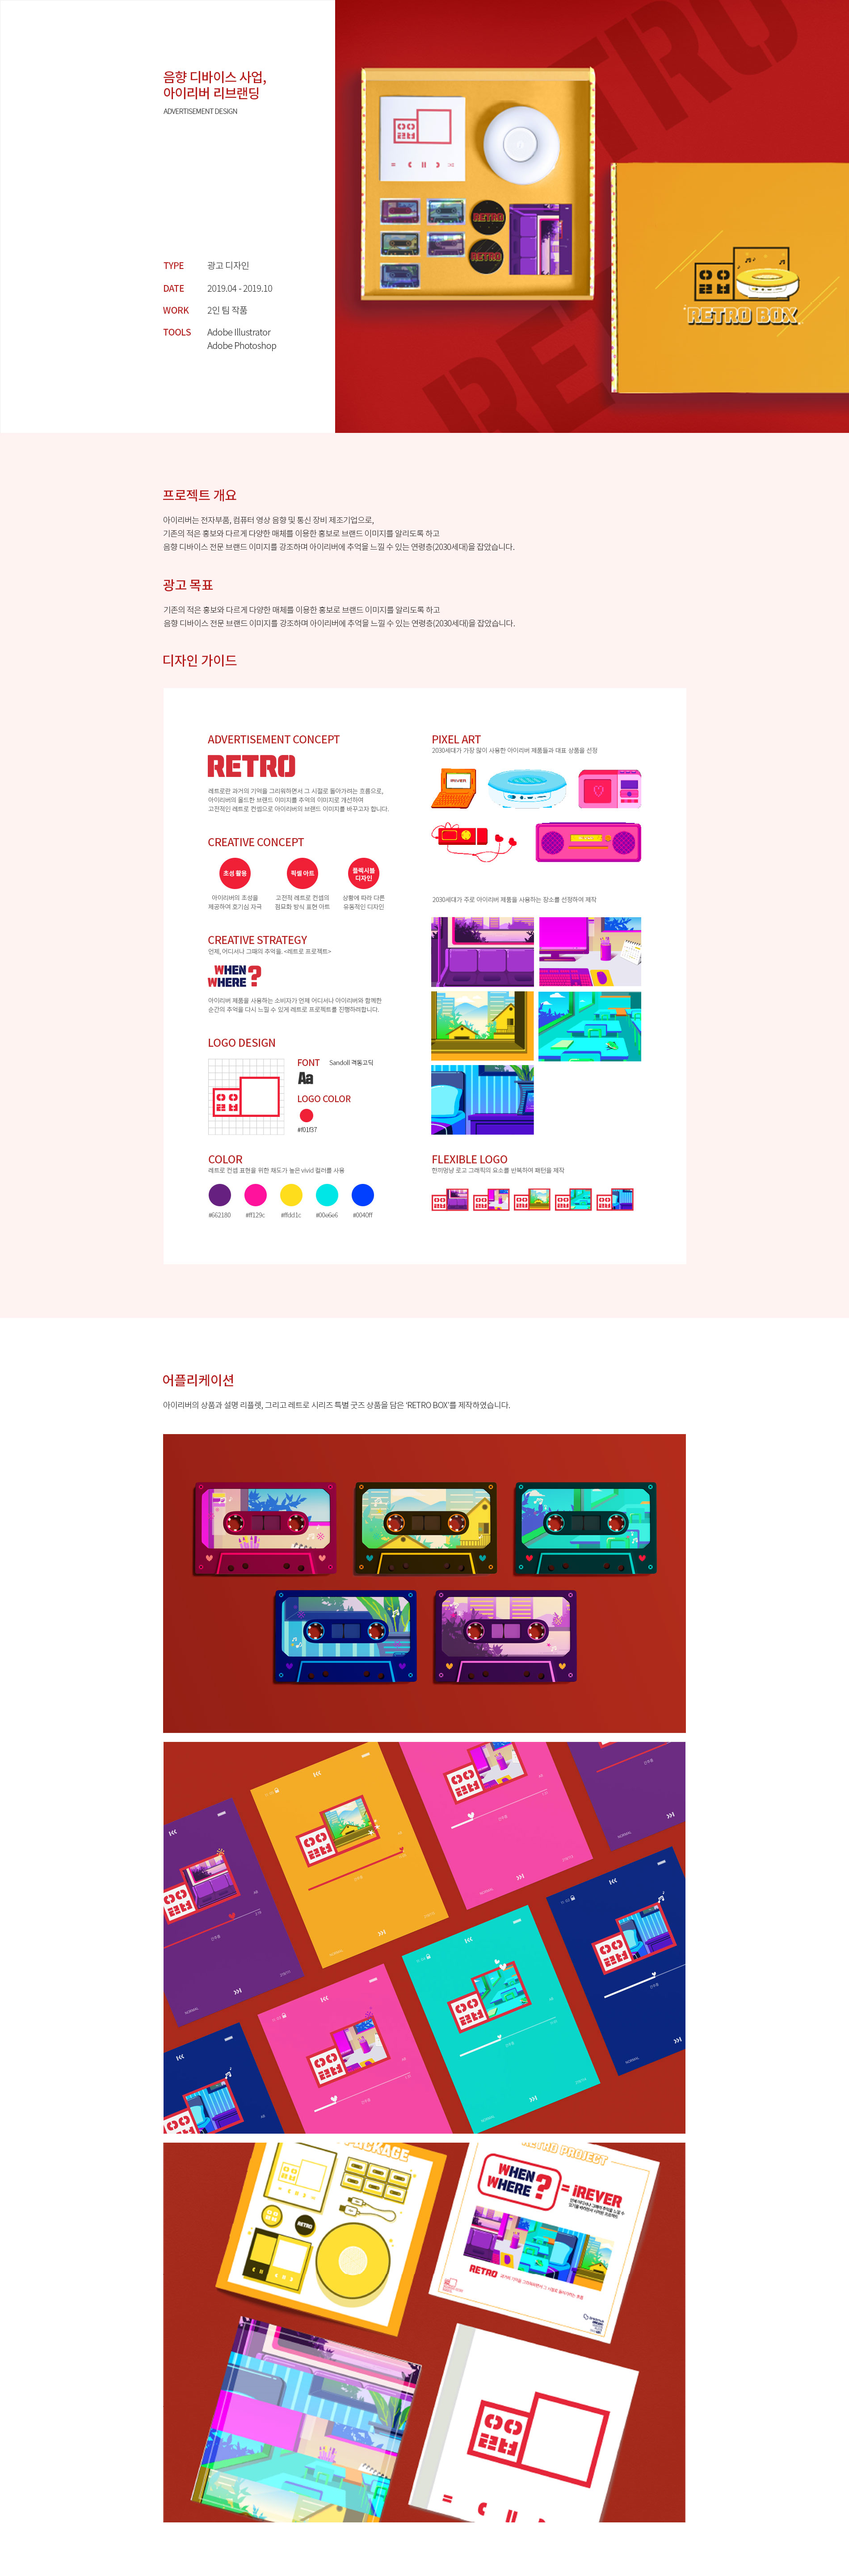 음향 디바이스 사업,
아이리버 리브랜딩
ADVERTISEMENT DESIGN
TYPE 광고 디자인
DATE 2019.04 - 2019.10
WORK 2인 팀 작품
TOOLS Adobe Illustrator
Adobe Photoshop
RETRO
RETRO
RETRO
RETRO
RETRO BOX
프로젝트 개요
아이리버는 전자부품, 컴퓨터 영상 음향 및 통신 장비 제조기업으로,
기존의 적은 홍보와 다르게 다양한 매체를 이용한 홍보로 브랜드 이미지를 알리도록 하고
음향 디바이스 전문 브랜드 이미지를 강조하며 아이리버에 추억을 느낄 수 있는 연령층(2030세대)을 잡았습니다.
광고 목표
기존의 적은 홍보와 다르게 다양한 매체를 이용한 홍보로 브랜드 이미지를 알리도록 하고
음향 디바이스 전문 브랜드 이미지를 강조하며 아이리버에 추억을 느낄 수 있는 연령층(2030세대)을 잡았습니다.
디자인 가이드
ADVERTISEMENT CONCEPT
RETRO
레트로란 과거의 기억을 그리워하면서 그 시절로 돌아가려는 흐름으로,
아이리버의 올드한 브랜드 이미지를 추억의 이미지로 개선하여
고전적인 레트로 컨셉으로 아이리버의 브랜드 이미지를 바꾸고자 합니다.
CREATIVE CONCEPT
초성 활용
픽셀 아트
플렉시블
디자인
아이리버의 초성을
제공하여 호기심 자극
고전적 레트로 컨셉의
점묘화 방식 표현 아트
상황에 따라 다른
유동적인 디자인
CREATIVE STRATEGY
언제, 어디서나 그때의 추억을. <레트로 프로젝트>
WHEN
WHERE ?
아이리버 제품을 사용하는 소비자가 언제 어디서나 아이리버와 함께한
순간의 추억을 다시 느낄 수 있게 레트로 프로젝트를 진행하려합니다.
LOGO DESIGN
FONT Sandoll 격동고딕
Aa
LOGO COLOR
#f01f37
COLOR
레트로 컨셉 표현을 위한 채도가 높은 vivid 컬러를 사용
#662180 #ff129c #ffdd1c #00e6e6 #0040ff
PIXEL ART
2030세대가 가장 많이 사용한 아이리버 제품들과 대표 상품을 선정
iRIVER
2030세대가 주로 아이리버 제품을 사용하는 장소를 선정하여 제작
FLEXIBLE LOGO
한끼엉냥 로고 그래픽의 요소를 반복하여 패턴을 제작
어플리케이션
아이리버의 상품과 설명 리플렛, 그리고 레트로 시리즈 특별 굿즈 상품을 담은 'RETRO BOX'를 제작하였습니다.
PACKAGE
RETRO
RETRO PROJECT
WHEN
WHERE ? = iREVER
RETRO